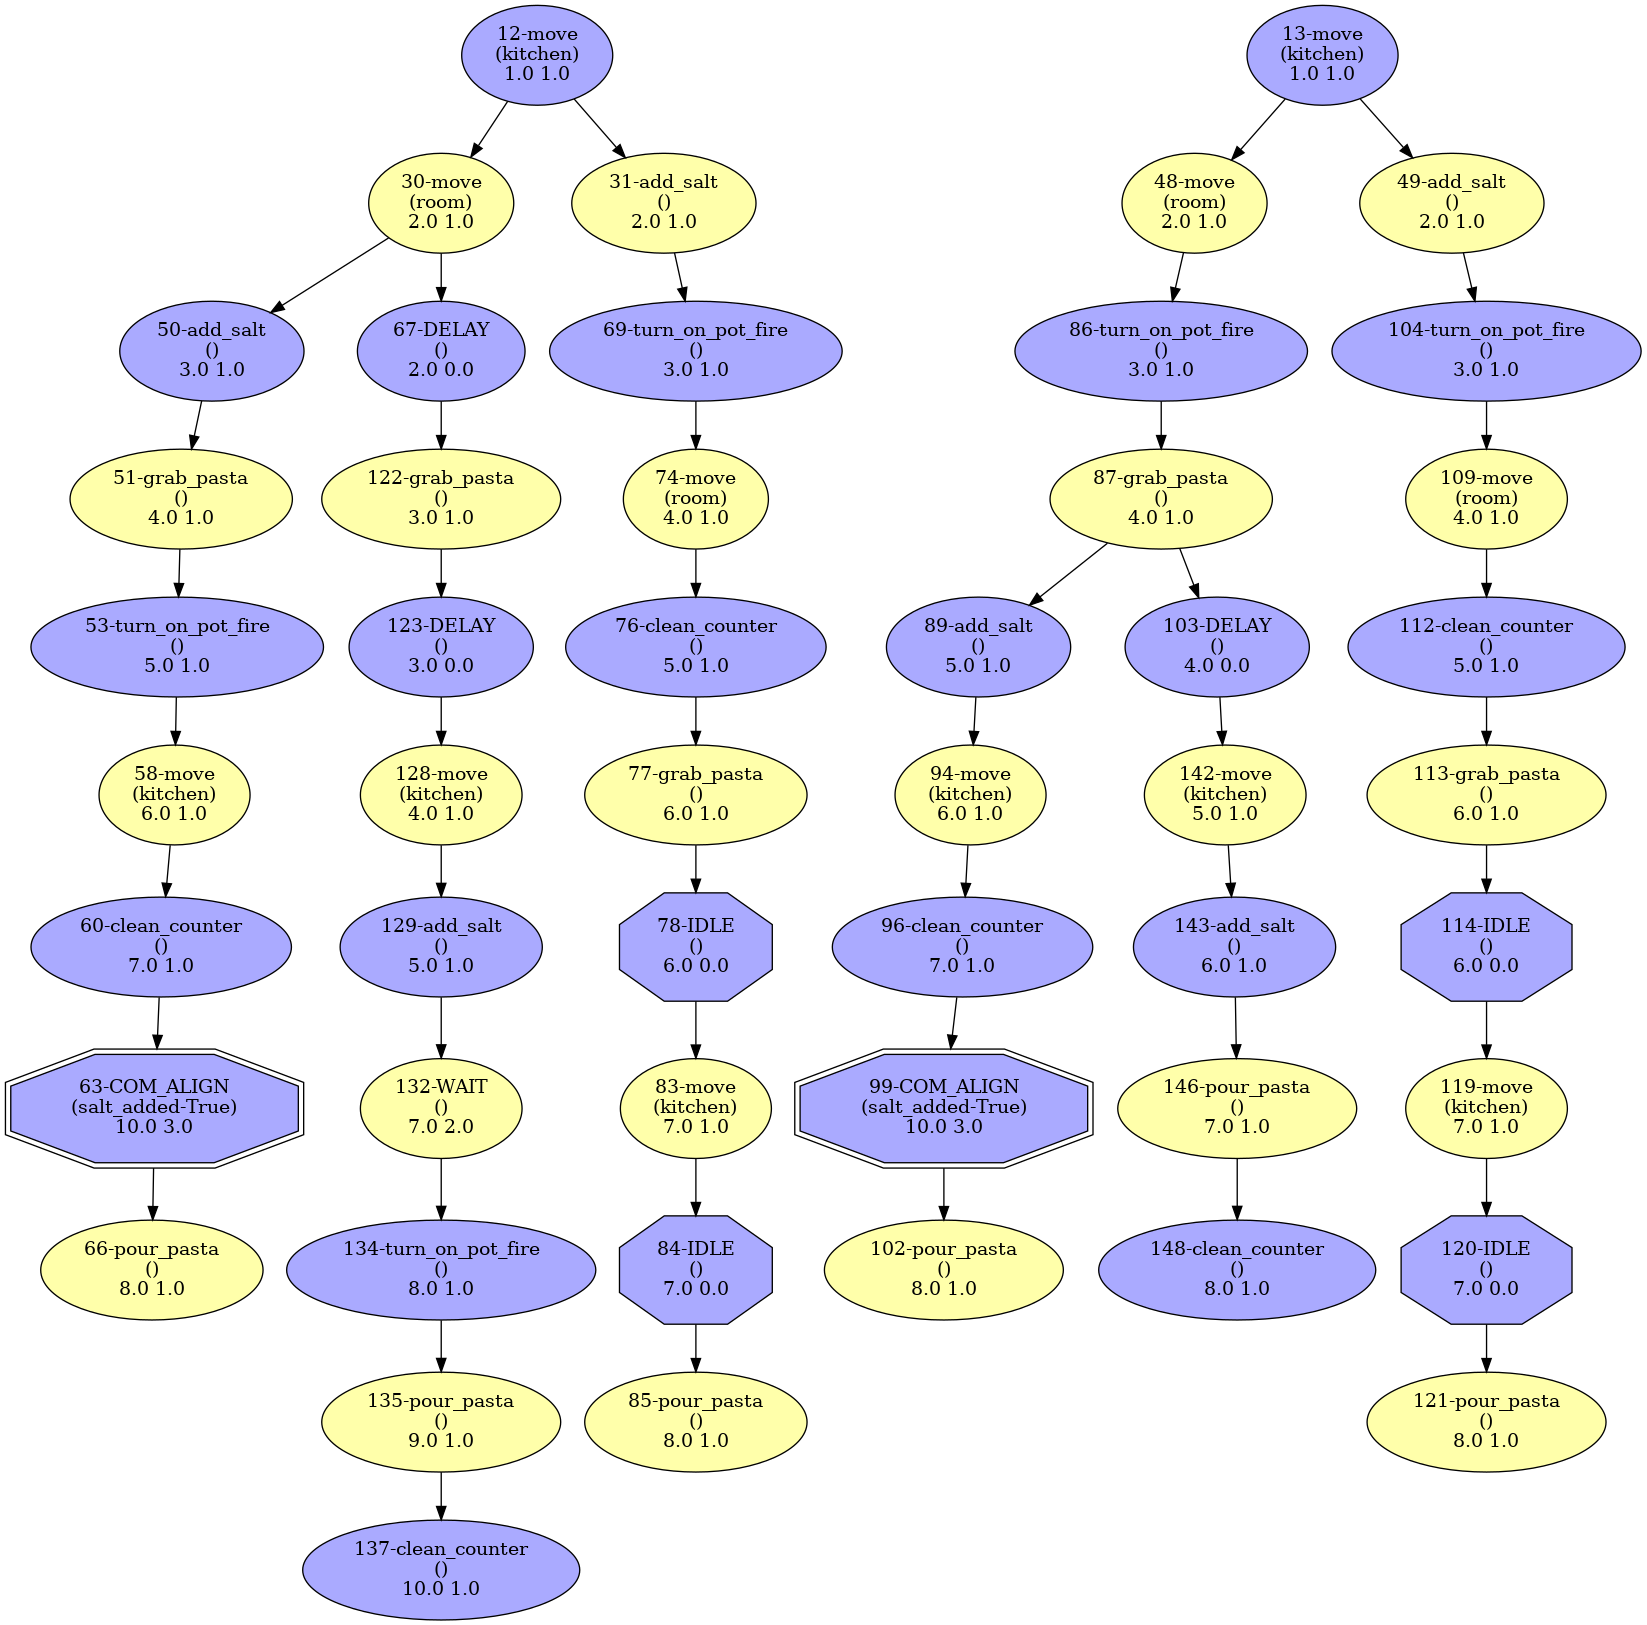 12-move
(kitchen)
1.0 1.0
13-move
(kitchen)
1.0 1.0
30-move
(room)
2.0 1.0
31-add_salt
()
2.0 1.0
48-move
(room)
2.0 1.0
49-add_salt
()
2.0 1.0
50-add_salt
()
3.0 1.0
67-DELAY
()
2.0 0.0
69-turn_on_pot_fire
()
3.0 1.0
86-turn_on_pot_fire
()
3.0 1.0
104-turn_on_pot_fire
()
3.0 1.0
51-grab_pasta
()
4.0 1.0
122-grab_pasta
()
3.0 1.0
74-move
(room)
4.0 1.0
87-grab_pasta
()
4.0 1.0
109-move
(room)
4.0 1.0
53-turn_on_pot_fire
()
5.0 1.0
123-DELAY
()
3.0 0.0
76-clean_counter
()
5.0 1.0
89-add_salt
()
5.0 1.0
103-DELAY
()
4.0 0.0
112-clean_counter
()
5.0 1.0
58-move
(kitchen)
6.0 1.0
128-move
(kitchen)
4.0 1.0
77-grab_pasta
()
6.0 1.0
94-move
(kitchen)
6.0 1.0
142-move
(kitchen)
5.0 1.0
113-grab_pasta
()
6.0 1.0
60-clean_counter
()
7.0 1.0
129-add_salt
()
5.0 1.0
78-IDLE
()
6.0 0.0
96-clean_counter
()
7.0 1.0
143-add_salt
()
6.0 1.0
114-IDLE
()
6.0 0.0
63-COM_ALIGN
(salt_added-True)
10.0 3.0
132-WAIT
()
7.0 2.0
83-move
(kitchen)
7.0 1.0
99-COM_ALIGN
(salt_added-True)
10.0 3.0
146-pour_pasta
()
7.0 1.0
119-move
(kitchen)
7.0 1.0
66-pour_pasta
()
8.0 1.0
134-turn_on_pot_fire
()
8.0 1.0
84-IDLE
()
7.0 0.0
102-pour_pasta
()
8.0 1.0
148-clean_counter
()
8.0 1.0
120-IDLE
()
7.0 0.0
135-pour_pasta
()
9.0 1.0
85-pour_pasta
()
8.0 1.0
121-pour_pasta
()
8.0 1.0
137-clean_counter
()
10.0 1.0